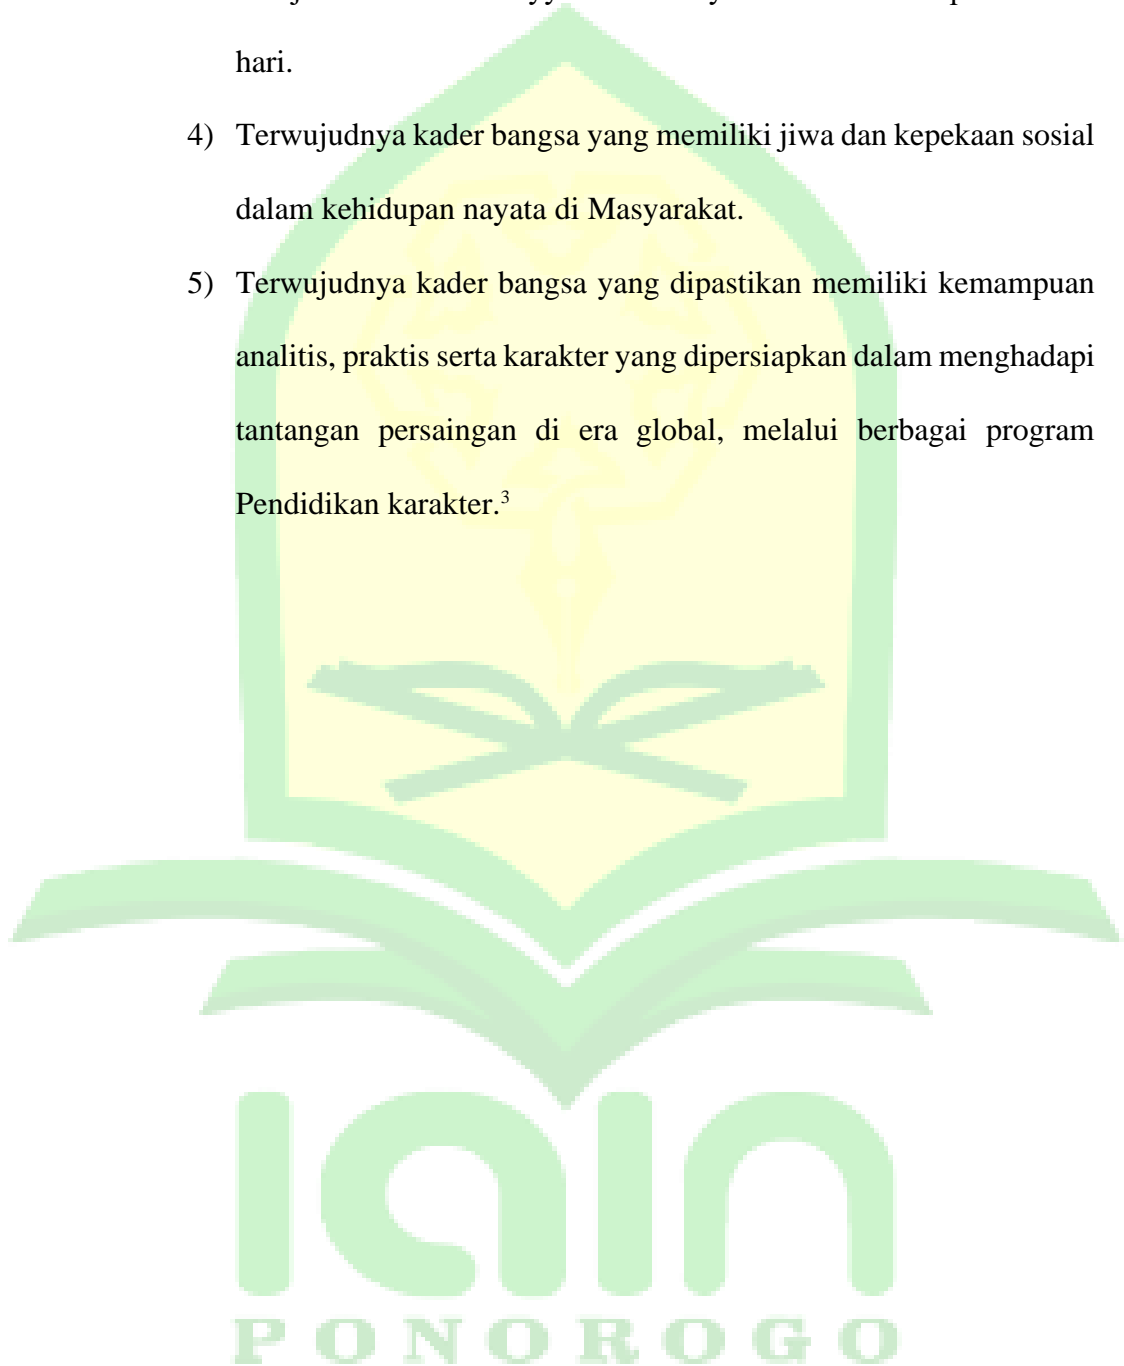 hari.
4) Terwujudnya kader bangsa yang memiliki jiwa dan kepekaan sosial
dalam kehidupan nayata di Masyarakat.
5) Terwujudnya kader bangsa yang dipastikan memiliki kemampuan
analitis, praktis serta karakter yang dipersiapkan dalam menghadapi
tantangan persaingan di era global, melalui berbagai program
Pendidikan karakter.³
iain
PONOROGO